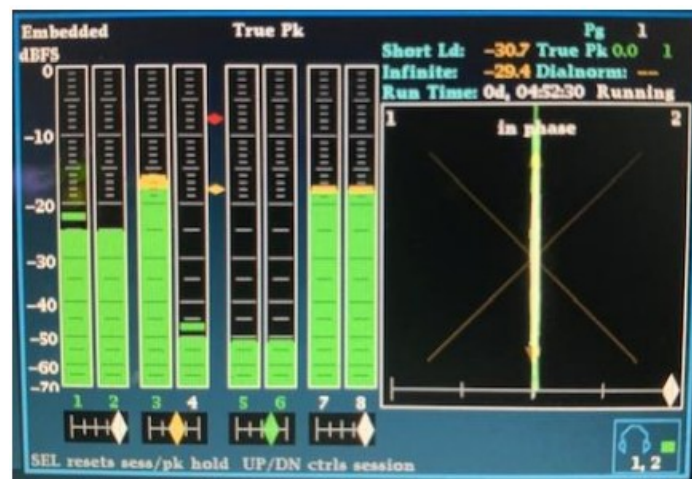 Embedded True Pk Pg 1
dBFS
Short Ld: -30.7 True Pk 0.0 1
Infinite: -29.4 Dialnorm: --
Run Time: 0d, 04:52:30 Running
0
-10
-20
-30
-40
-50
-60
-70
1 2 3 4 5 6 7 8
1 in phase 2
SEL resets sess/pk hold UP/DN ctrls session
1, 2